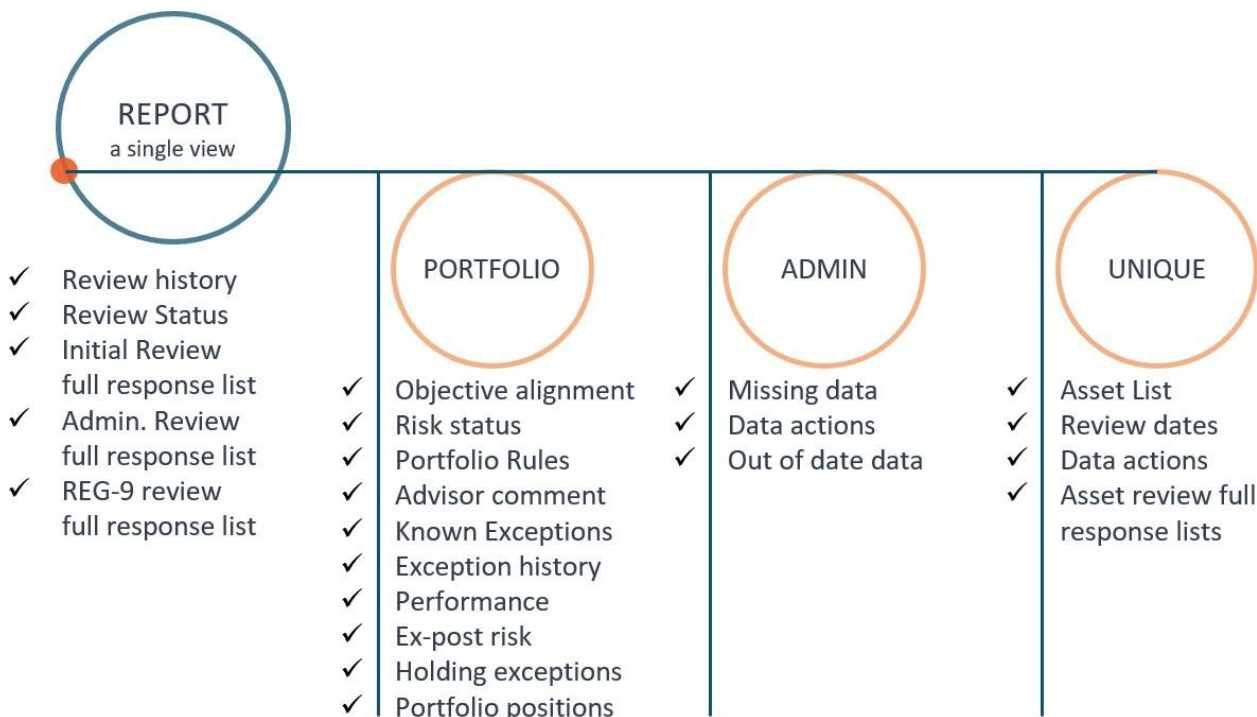 REPORT
a single view
Review history
Review Status
Initial Review
full response list
Admin. Review
full response list
REG-9 review
full response list
PORTFOLIO
Objective alignment
Risk status
Portfolio Rules
Advisor comment
Known Exceptions
Exception history
Performance
Ex-post risk
Holding exceptions
Portfolio positions
ADMIN
Missing data
Data actions
Out of date data
UNIQUE
Asset List
Review dates
Data actions
Asset review full
response lists